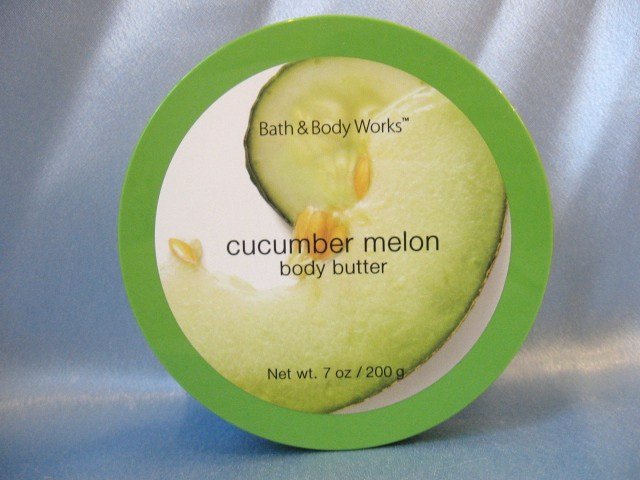 Bath & Body Works™
cucumber melon
body butter
Net wt. 7 oz / 200 g